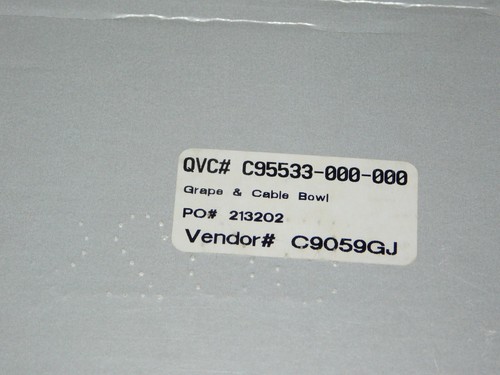 QVC# C95533-000-000
Grape & Cable Bowl
PO# 213202
Vendor# C9059GJ